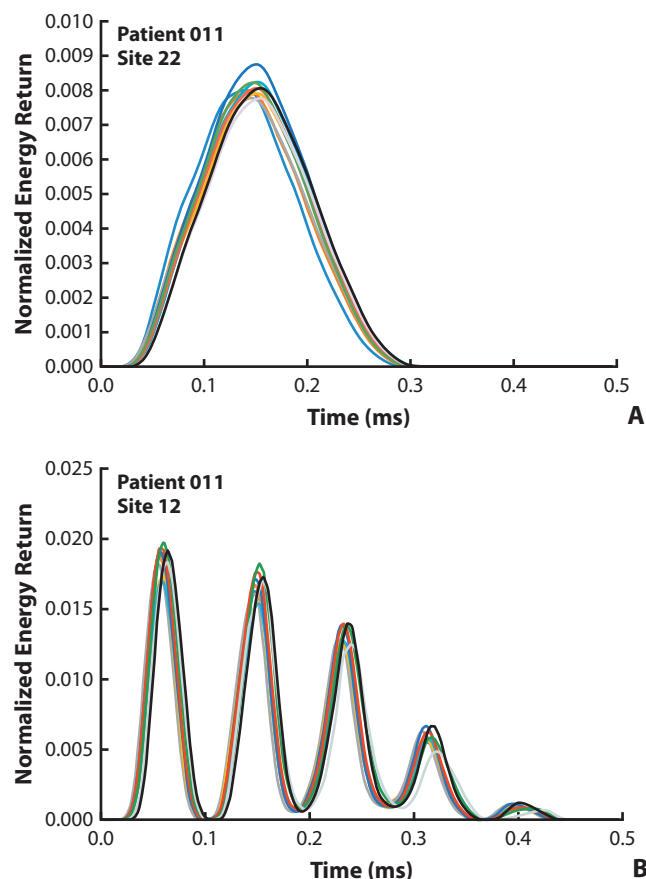 Patient 011
Site 22
Normalized Energy Return
0.010
0.009
0.008
0.007
0.006
0.005
0.004
0.003
0.002
0.001
0.000
0.0 0.1 0.2 0.3 0.4 0.5
Time (ms)
A
Patient 011
Site 12
Normalized Energy Return
0.025
0.020
0.015
0.010
0.005
0.000
0.0 0.1 0.2 0.3 0.4 0.5
Time (ms)
B